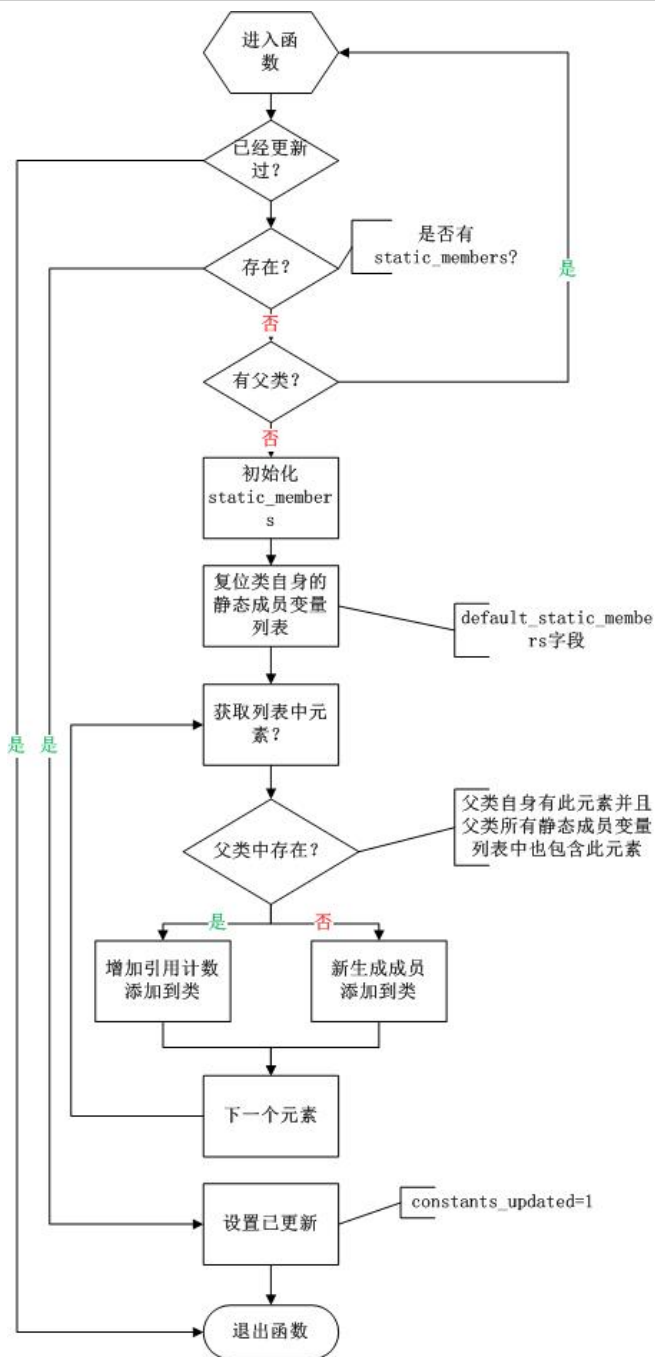 进入函
数
已经更新
过？
是否有
static_members?
存在？
是
否
有父类？
否
初始化
static_member
s
复位类自身的
静态成员变量
列表
default_static_membe
rs字段
获取列表中元
素？
是
是
父类自身有此元素并且
父类所有静态成员变量
列表中也包含此元素
父类中存在？
是
否
增加引用计数
添加到类
新生成成员
添加到类
下一个元素
constants_updated=1
设置已更新
退出函数